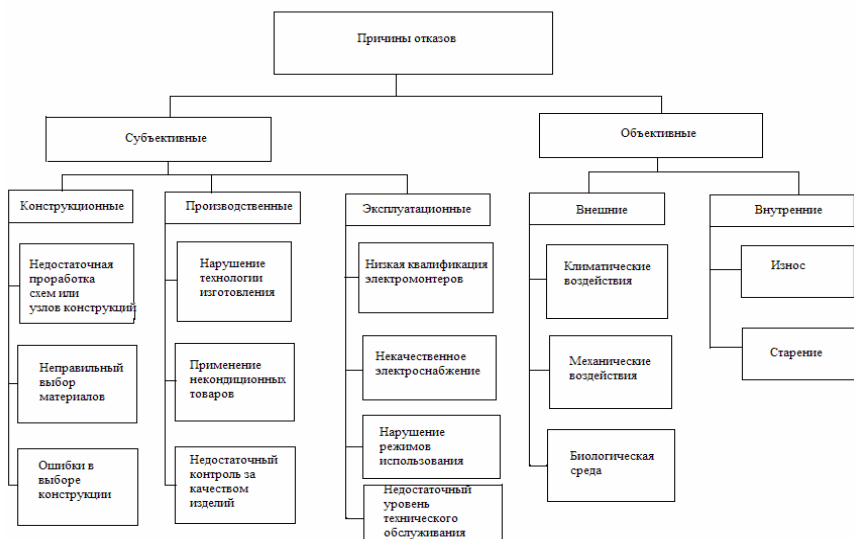 Причины отказов
Субъективные
Объективные
Конструкционные
Производственные
Эксплуатационные
Внешние
Внутренние
Недостаточная
проработка
схем или
узлов конструкций
Неправильный
выбор
материалов
Ошибки в
выборе
конструкции
Нарушение
технологии
изготовления
Применение
некондиционных
товаров
Недостаточный
контроль за
качеством
изделий
Низкая квалификация
электромонтеров
Некачественное
электроснабжение
Нарушение
режимов
использования
Недостаточный
уровень
технического
обслуживания
Климатические
воздействия
Механические
воздействия
Биологическая
среда
Износ
Старение